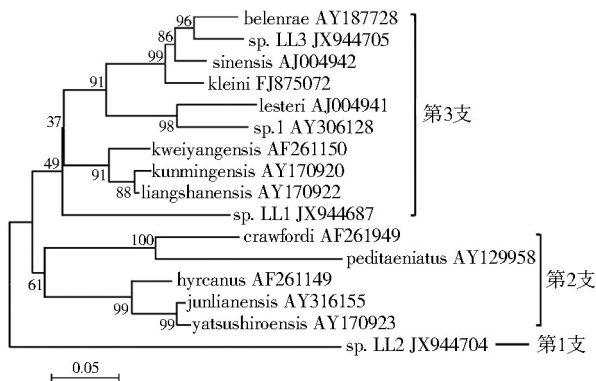 belenrae AY187728
96
sp. LL3 JX944705
86
sinensis AJ004942
99
kleini FJ875072
91
lesteri AJ004941
98
sp.1 AY306128
第3支
37
kweiyangensis AF261150
49
91
kunmingensis AY170920
88
liangshanensis AY170922
sp. LL1 JX944687
100
crawfordi AF261949
peditaeniatus AY129958
61
hyrcanus AF261149
第2支
99
junlianensis AY316155
99
yatsushiroensis AY170923
sp. LL2 JX944704
第1支
0.05